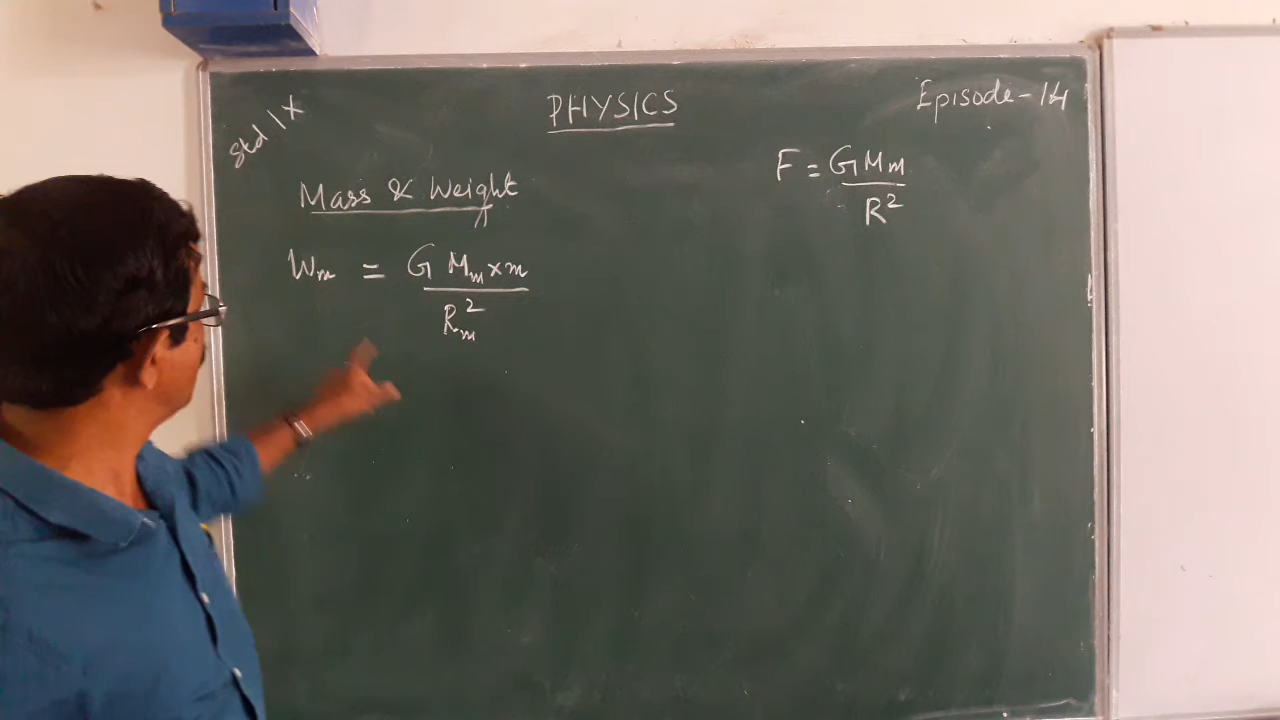 Std IX
PHYSICS
Episode-14
Mass & Weight
F = GMm
R²
Wm = G Mm×m
Rm²